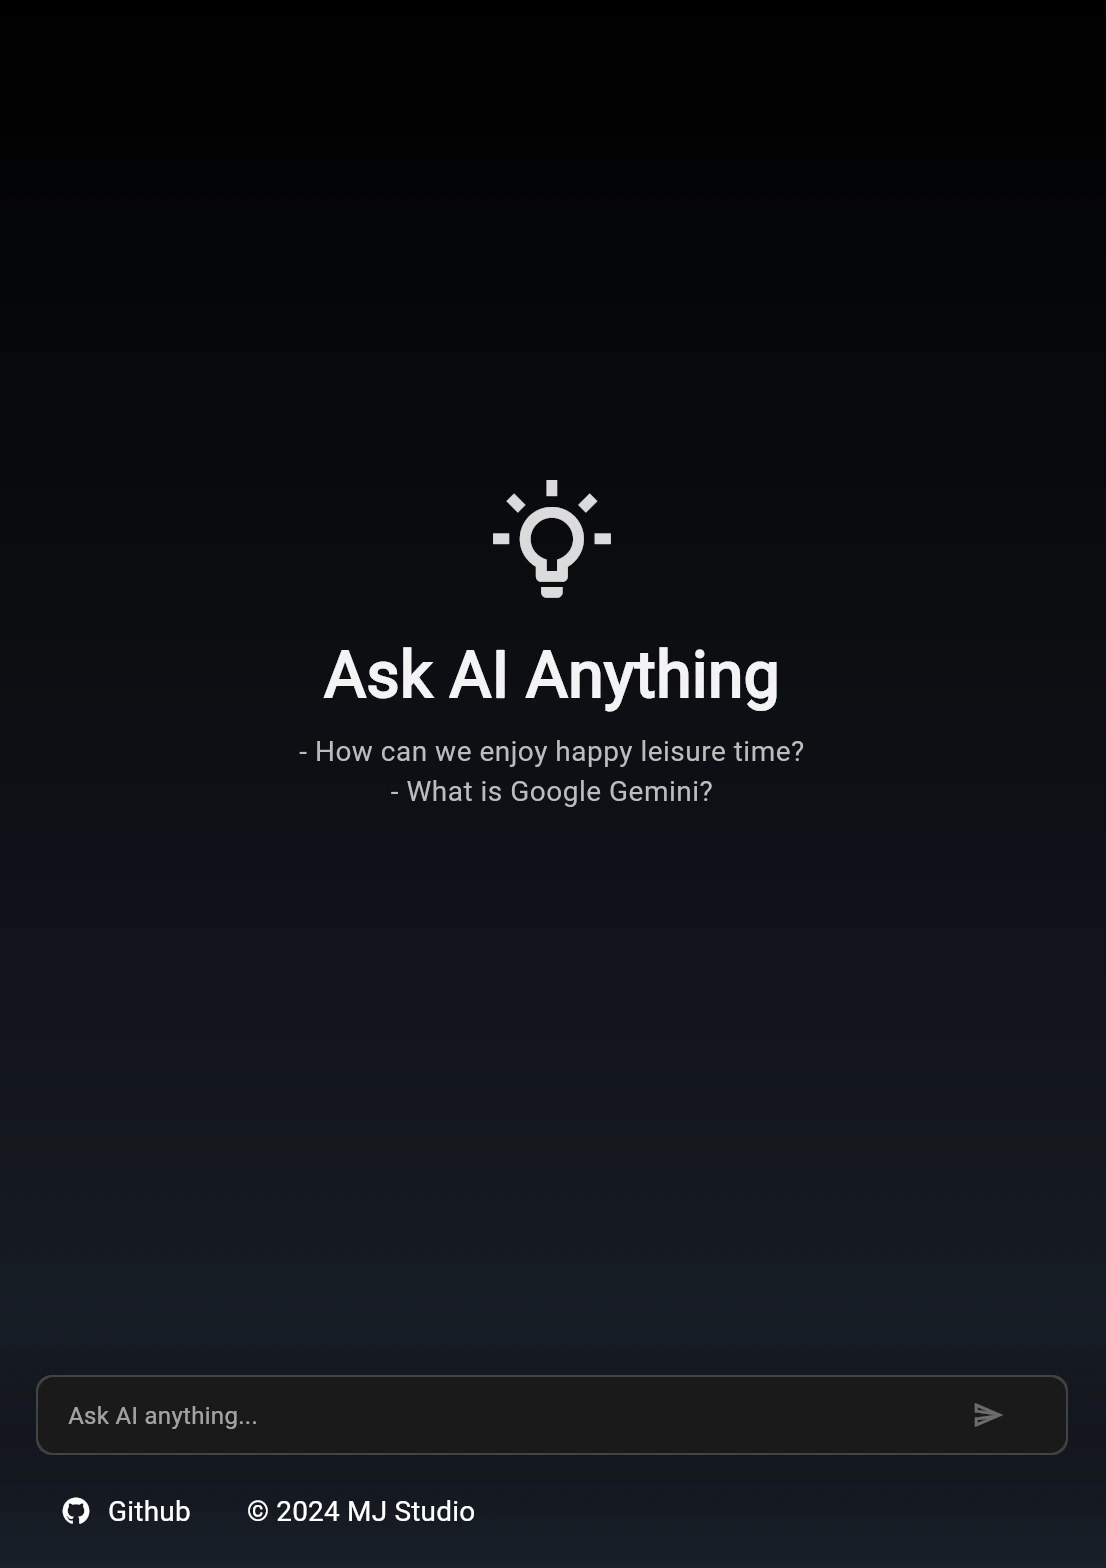 Ask AI Anything
- How can we enjoy happy leisure time?
- What is Google Gemini?
Ask AI anything...
Github © 2024 MJ Studio